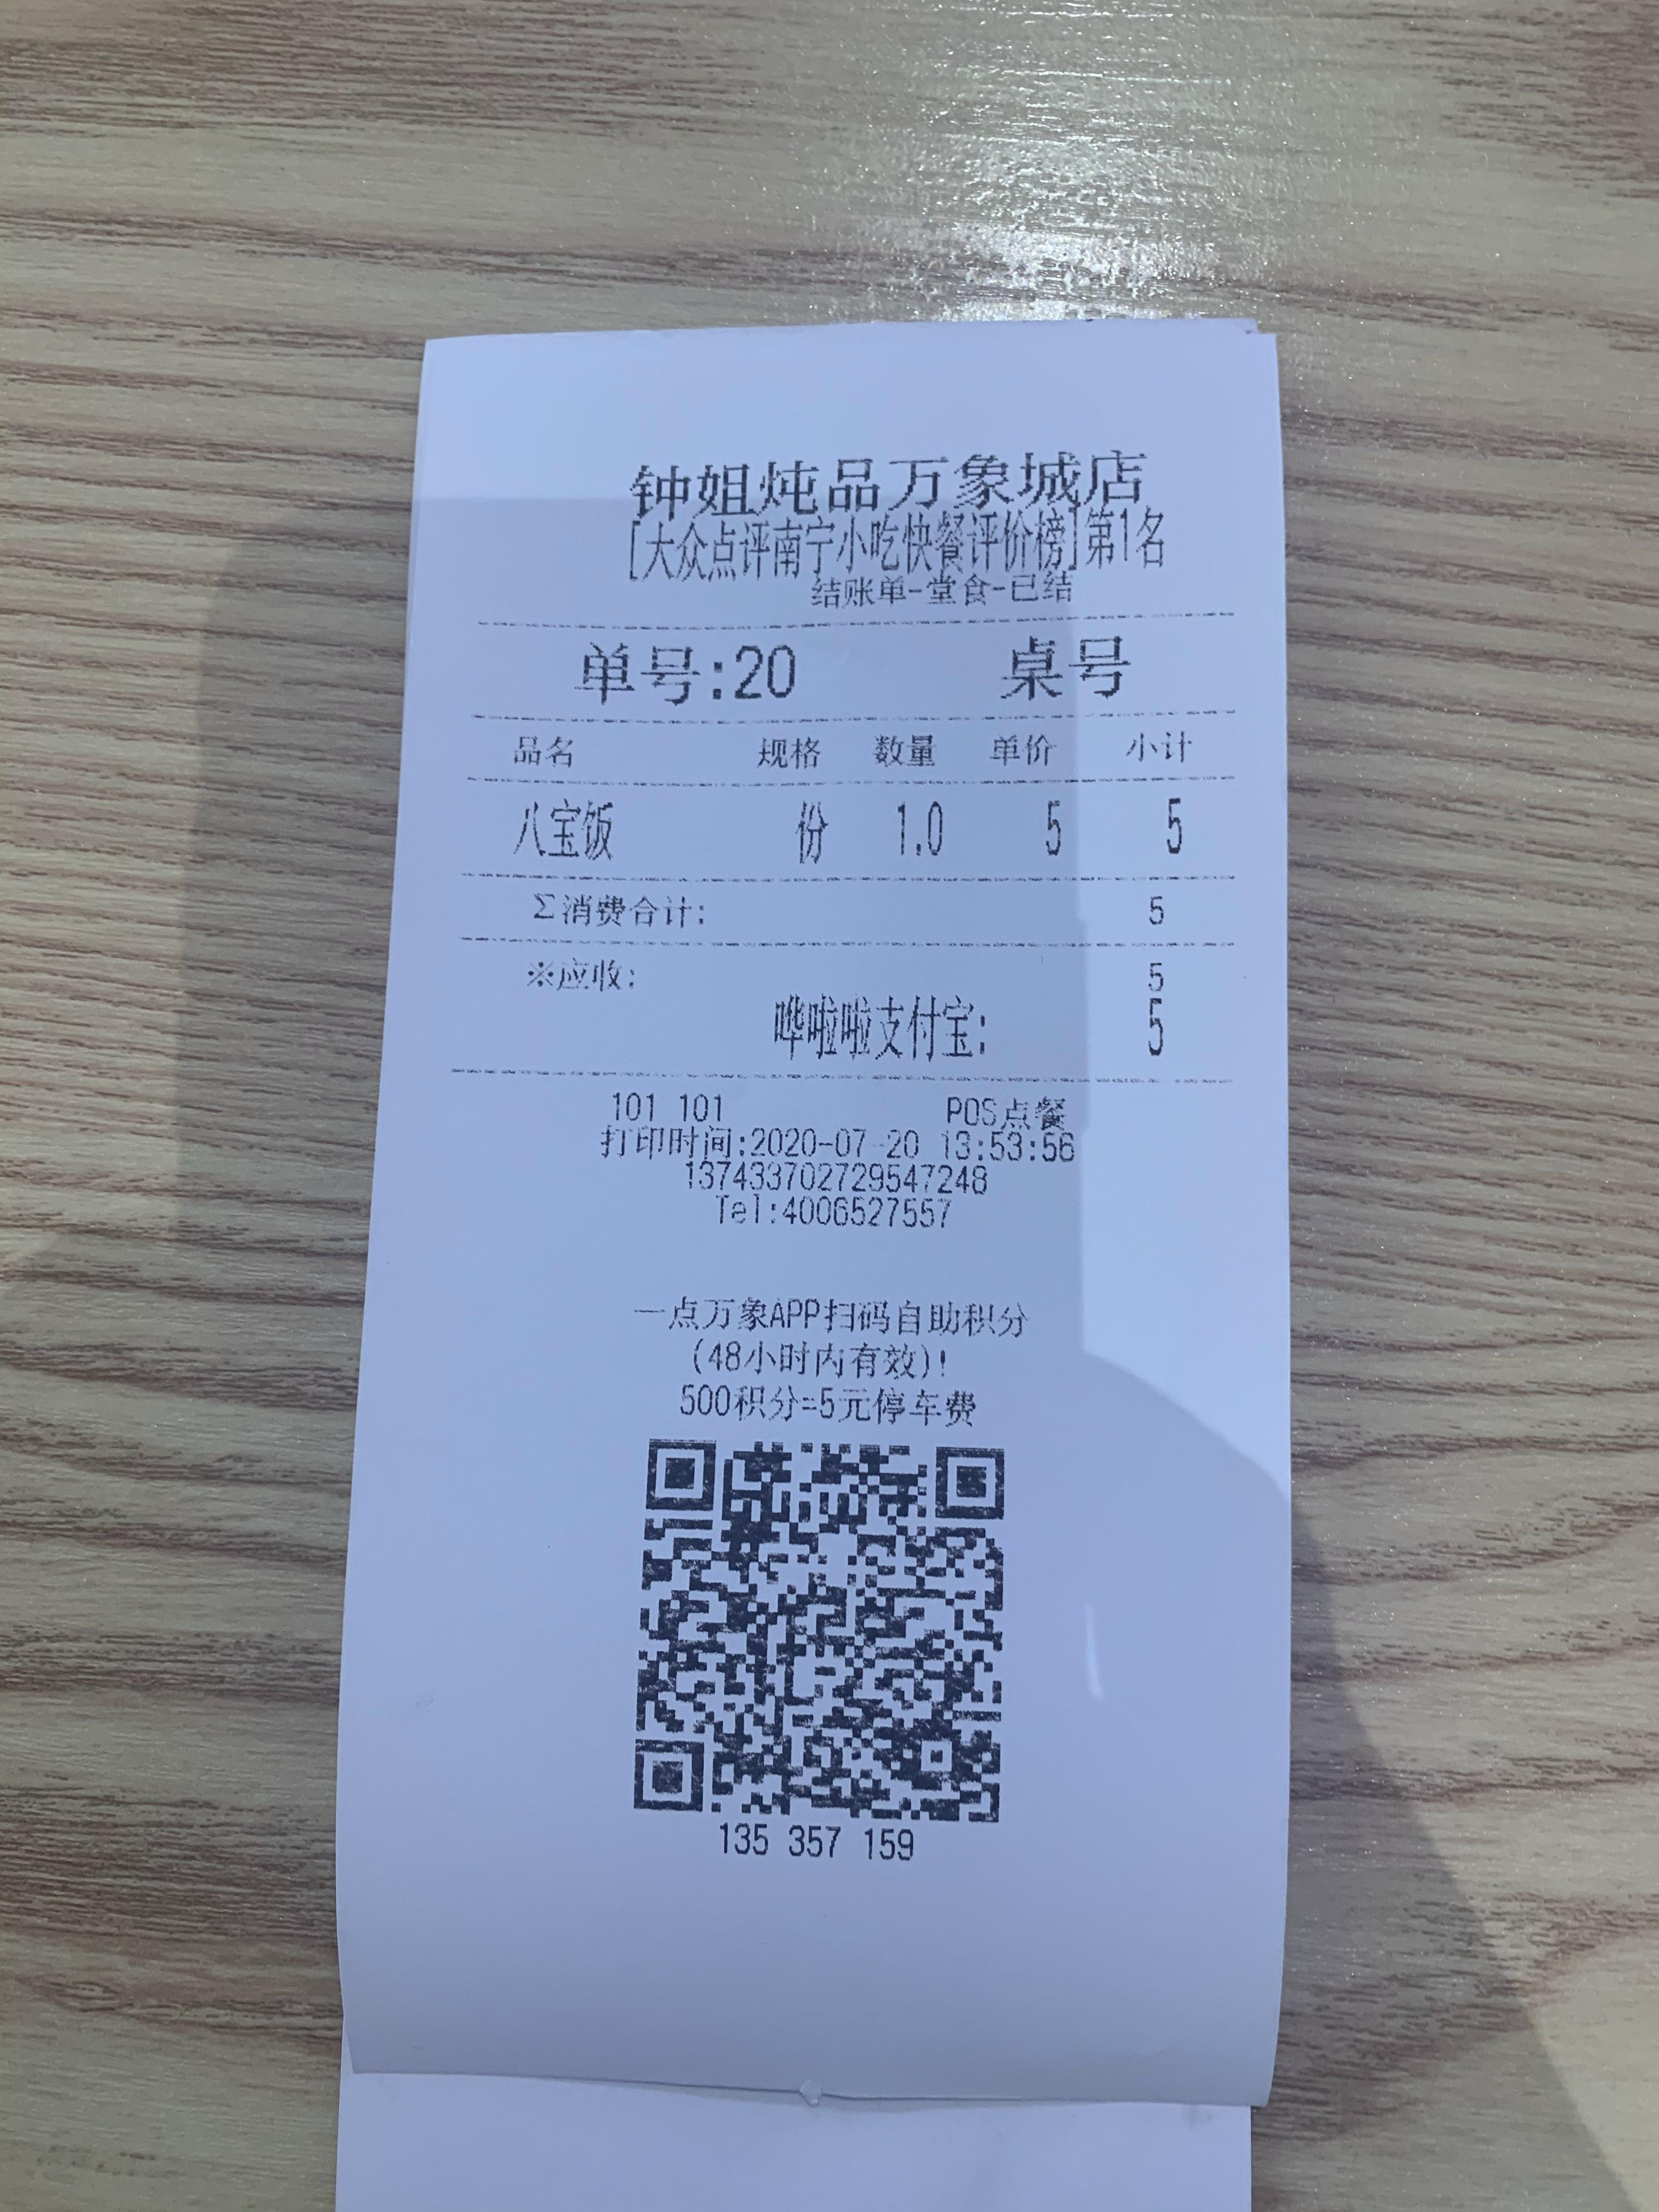 钟姐炖品万象城店
[大众点评南宁小吃快餐评价榜]第1名
结账单-堂食-已结
单号:20 桌号
品名 规格 数量 单价 小计
八宝饭 份 1.0 5 5
Σ消费合计: 5
※应收: 5
哗啦啦支付宝: 5
101 101 POS点餐
打印时间:2020-07-20 13:53:56
137433702729547248
Tel:4006527557
一点万象APP扫码自助积分
(48小时内有效)!
500积分=5元停车费
135 357 159